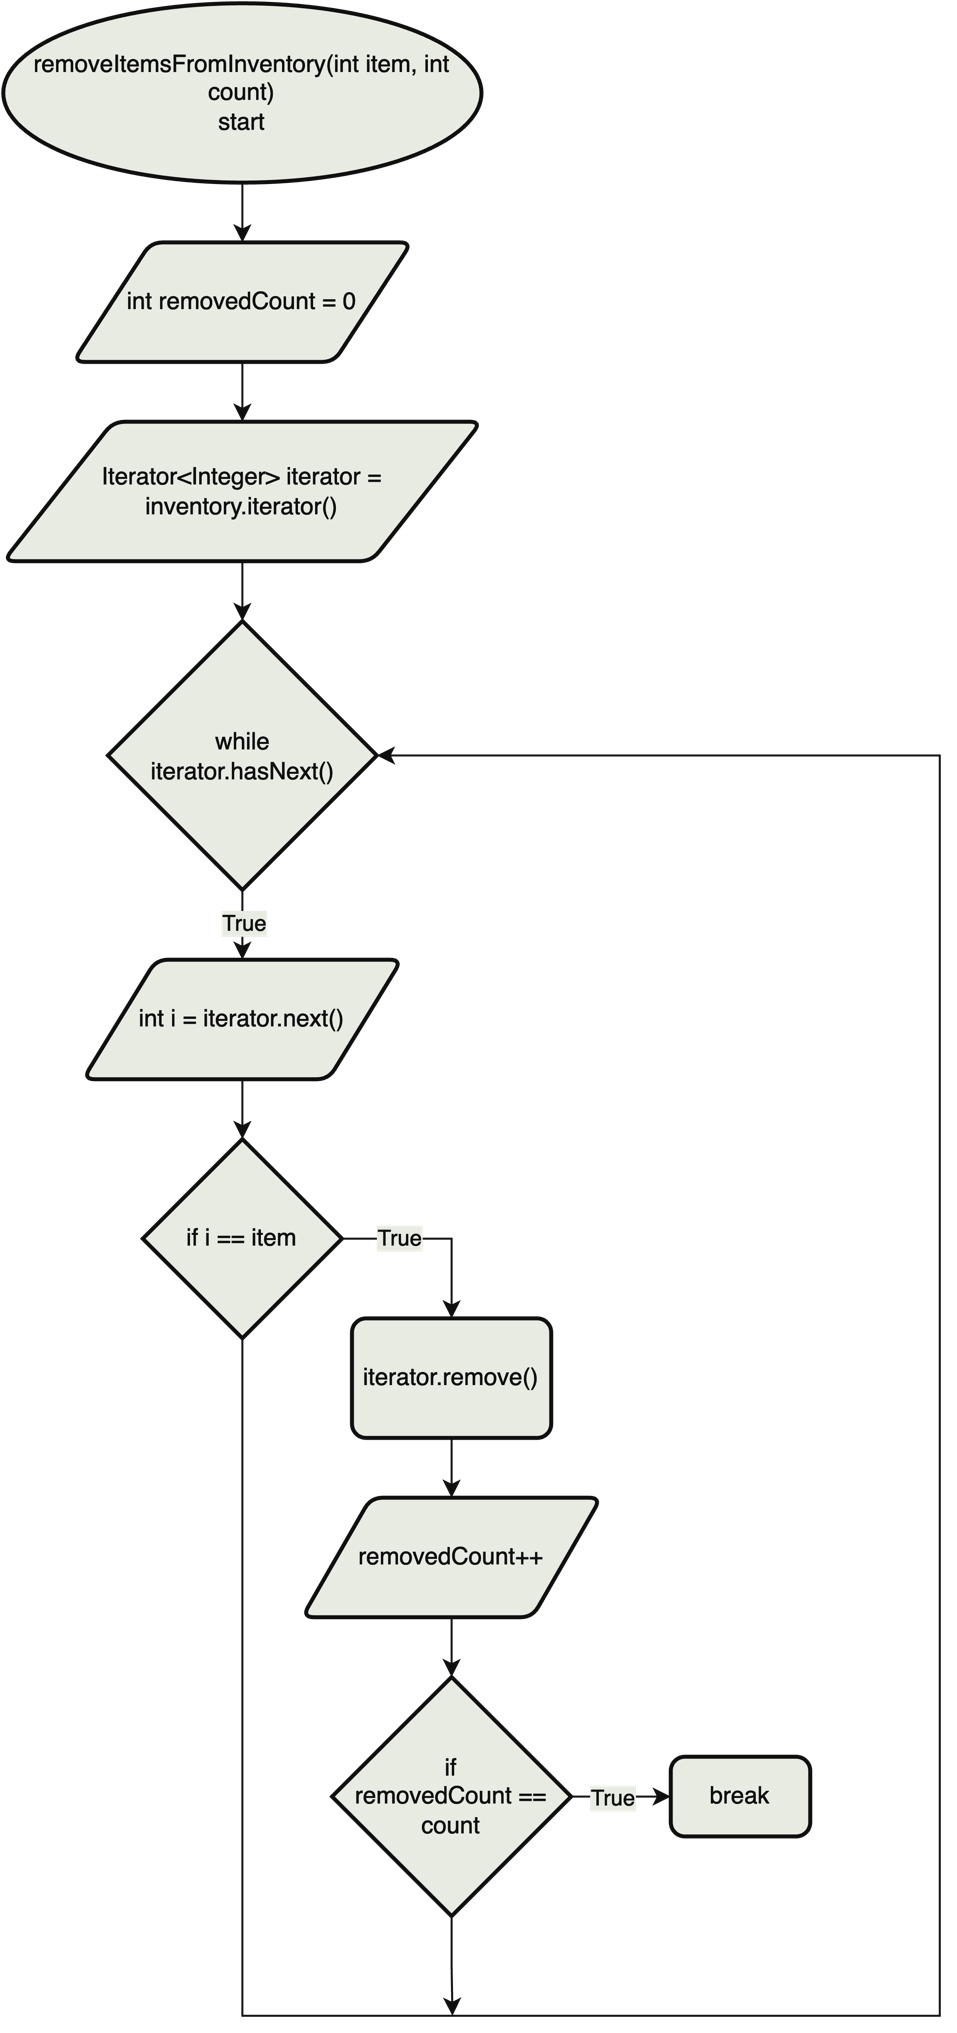 removeItemsFromInventory(int item, int
count)
start
int removedCount = 0
Iterator<Integer> iterator =
inventory.iterator()
while
iterator.hasNext()
True
int i = iterator.next()
if i == item
True
iterator.remove()
removedCount++
if
removedCount ==
count
True
break